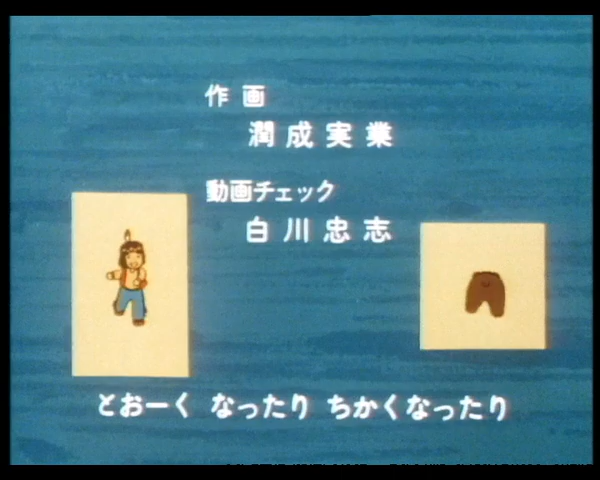 作画
潤成実業
動画チェック
白川忠志
とおーく なったり ちかくなったり